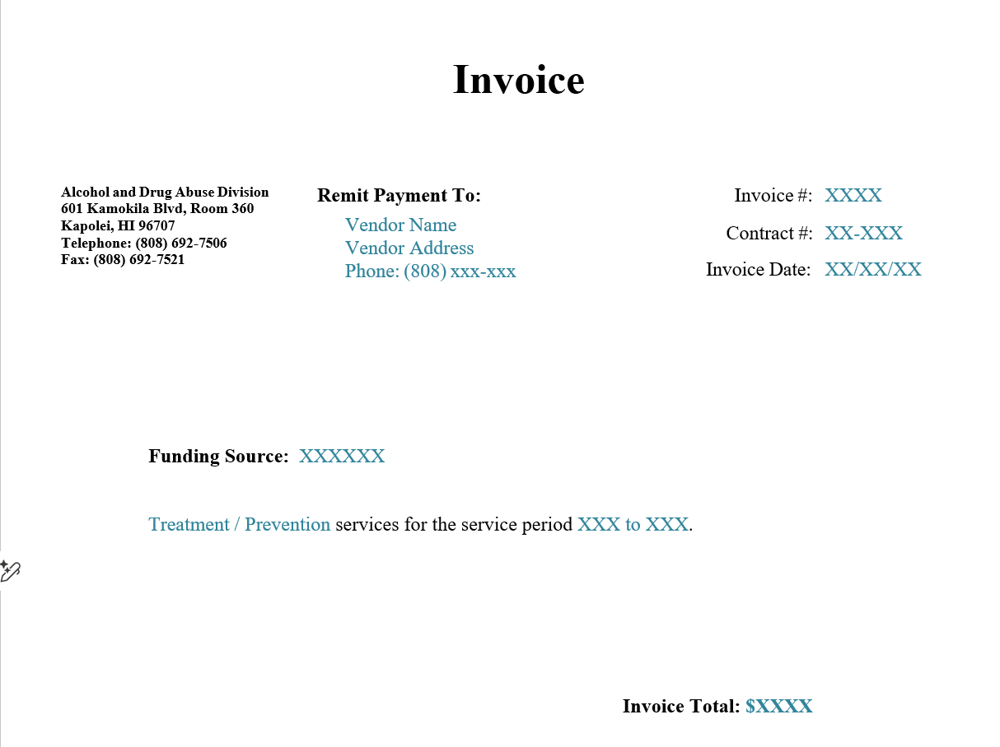 Invoice
Alcohol and Drug Abuse Division
601 Kamokila Blvd, Room 360
Kapolei, HI 96707
Telephone: (808) 692-7506
Fax: (808) 692-7521
Remit Payment To:
Vendor Name
Vendor Address
Phone: (808) xxx-xxx
Invoice #: XXXX
Contract #: XX-XXX
Invoice Date: XX/XX/XX
Funding Source: XXXXXX
Treatment / Prevention services for the service period XXX to XXX.
Invoice Total: $XXXX